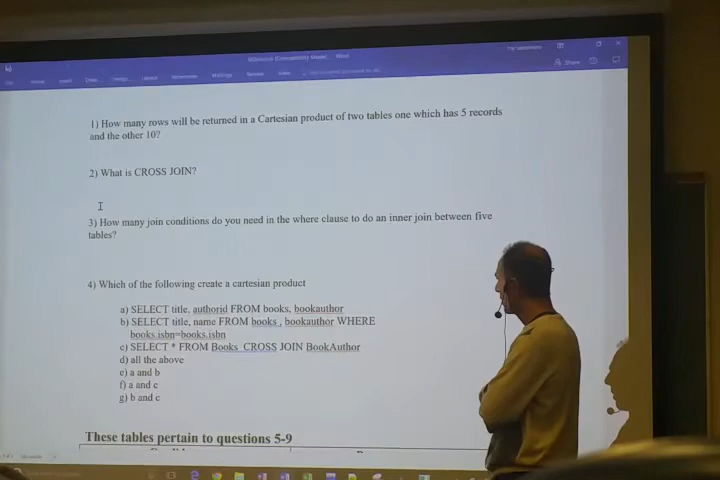 Share
1) How many rows will be returned in a Cartesian product of two tables one which has 5 records
and the other 10?
2) What is CROSS JOIN?
3) How many join conditions do you need in the where clause to do an inner join between five
tables?
4) Which of the following create a cartesian product
a) SELECT title, authorid FROM books, bookauthor
b) SELECT title, name FROM books , bookauthor WHERE
books.isbn=books.isbn
c) SELECT * FROM Books CROSS JOIN BookAuthor
d) all the above
e) a and b
f) a and c
g) b and c
These tables pertain to questions 5-9